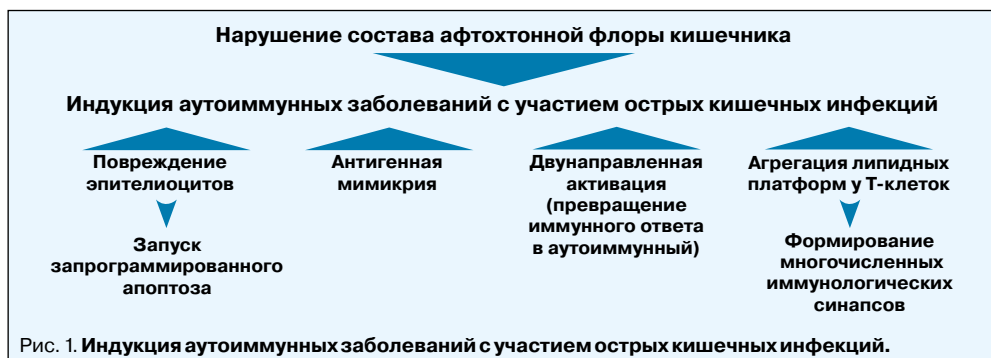 Нарушение состава афтохтонной флоры кишечника
Индукция аутоиммунных заболеваний с участием острых кишечных инфекций
Повреждение
эпителиоцитов
Запуск
запрограммированного
апоптоза
Антигенная
мимикрия
Двунаправленная
активация
(превращение
иммунного ответа
в аутоиммунный)
Агрегация липидных
платформ у Т-клеток
Формирование
многочисленных
иммунологических
синапсов
Рис. 1. Индукция аутоиммунных заболеваний с участием острых кишечных инфекций.